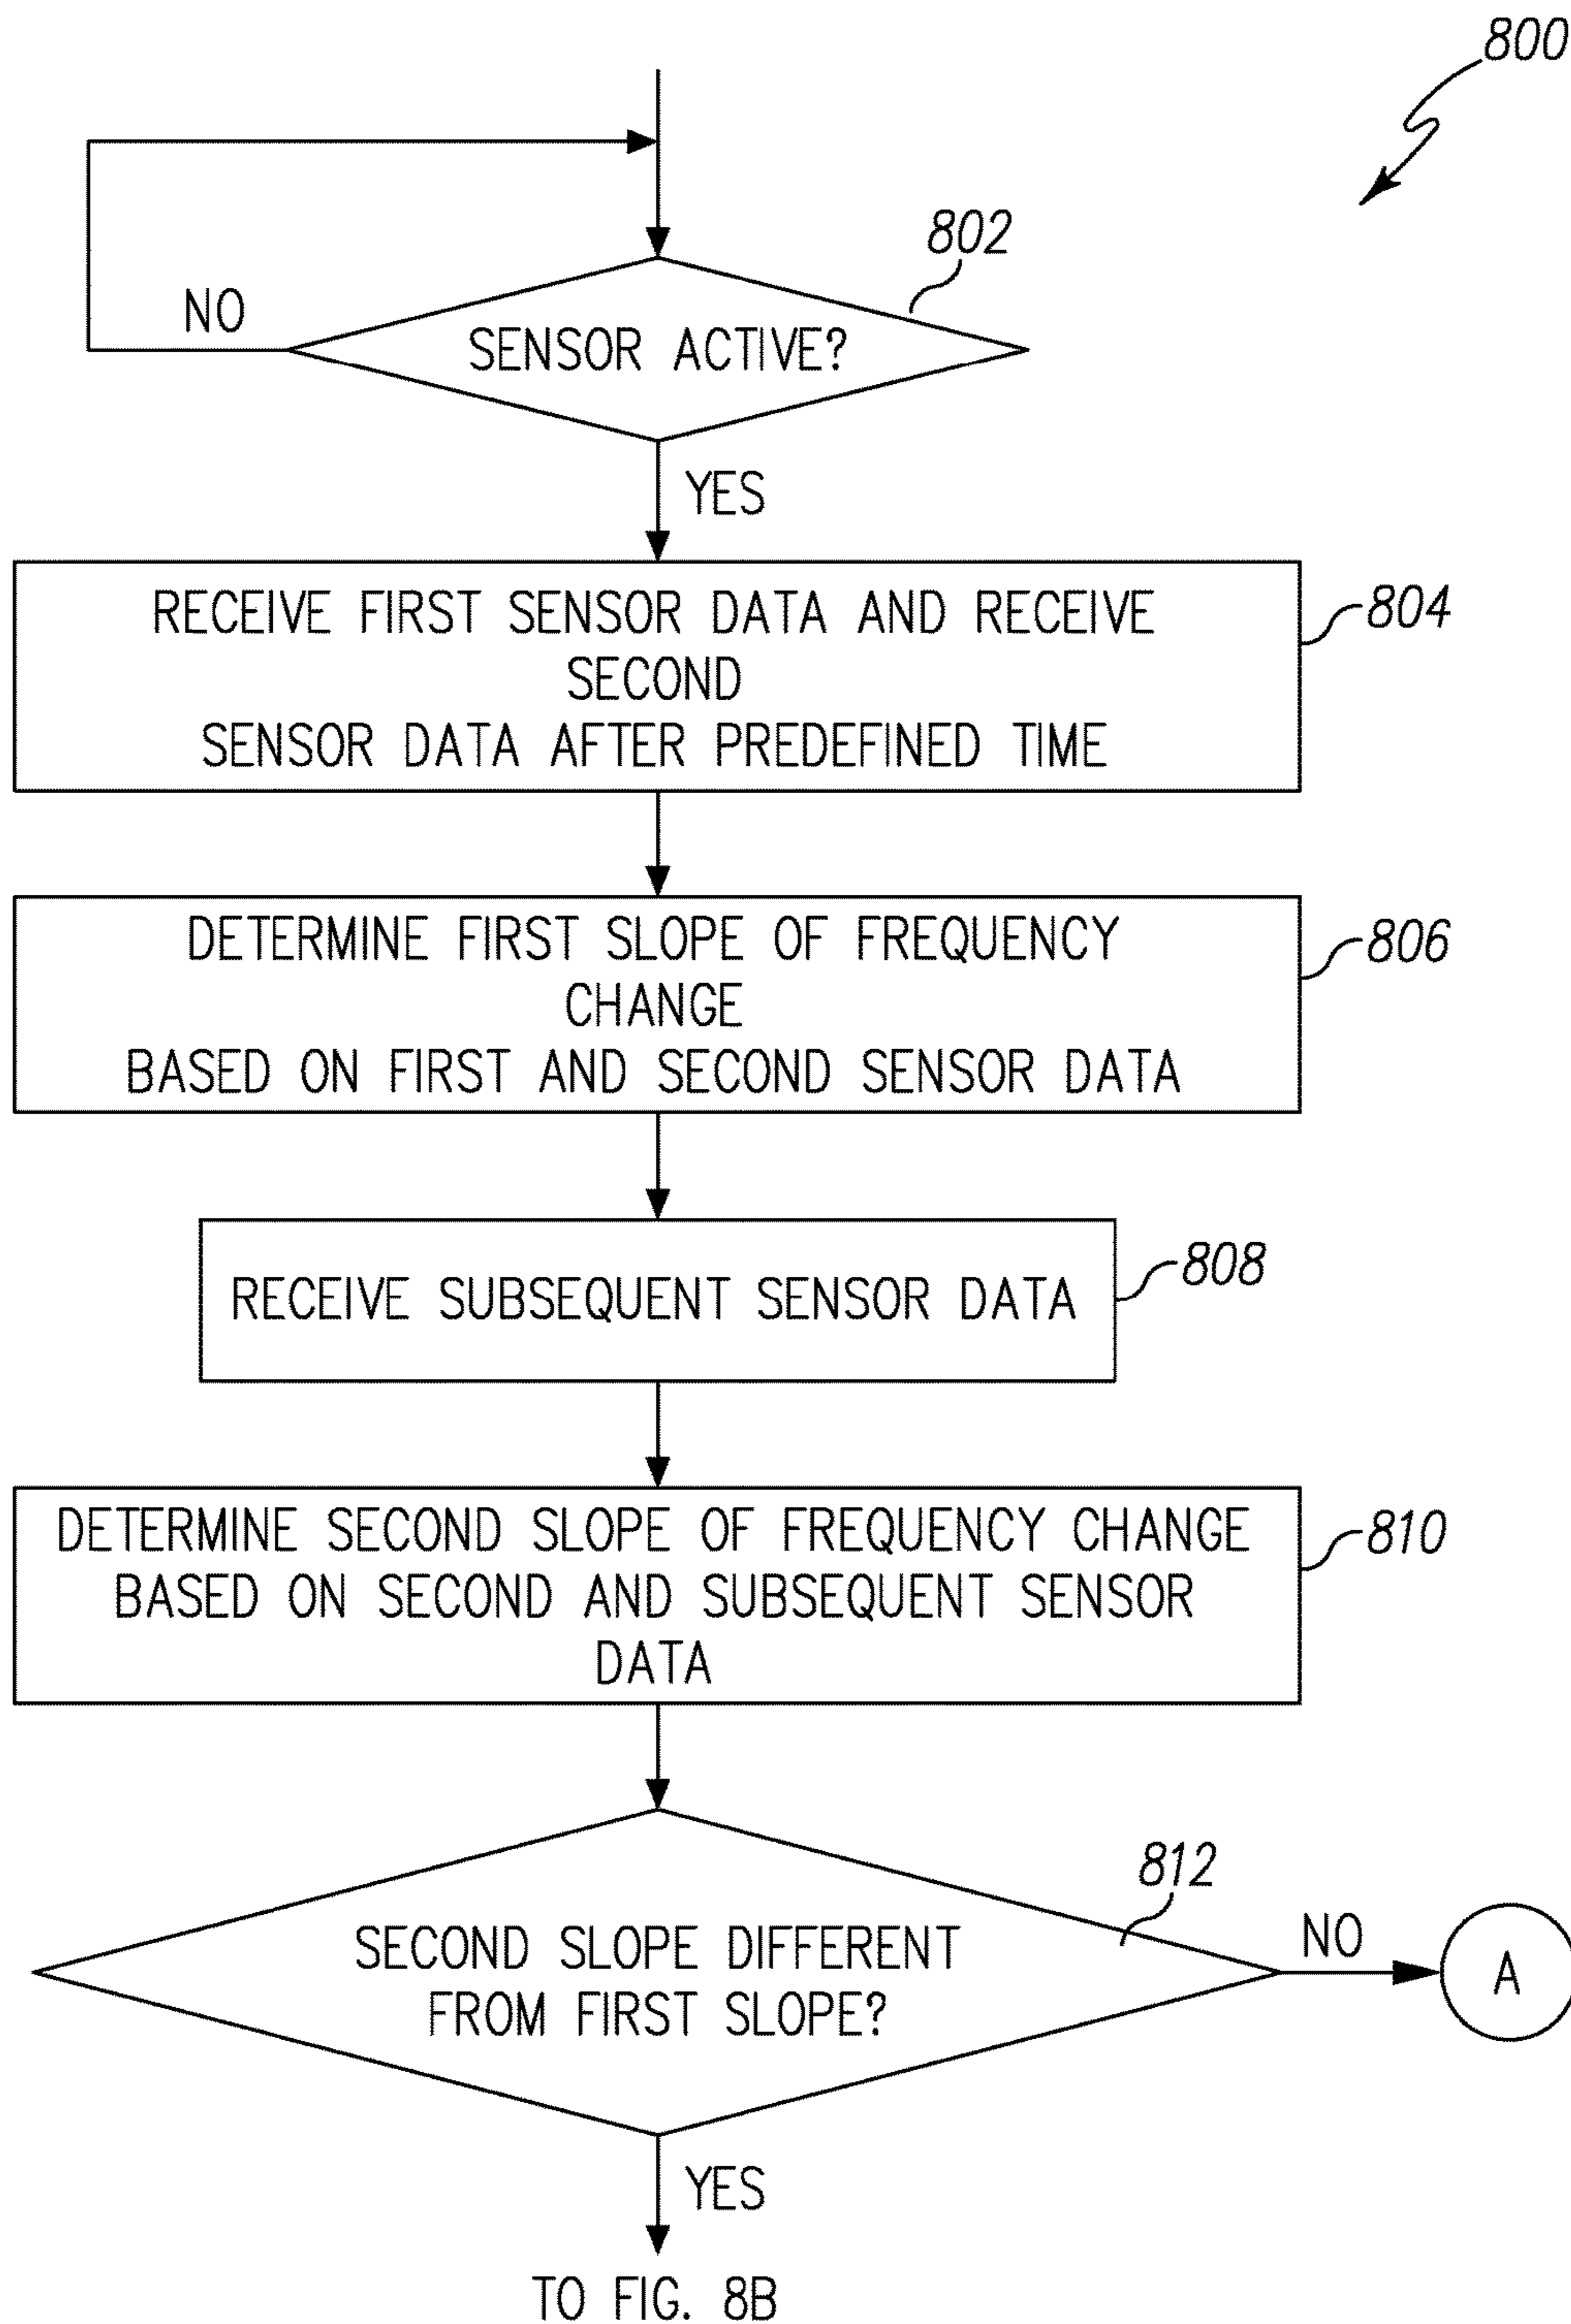 800
802
NO
SENSOR ACTIVE?
YES
RECEIVE FIRST SENSOR DATA AND RECEIVE
SECOND
SENSOR DATA AFTER PREDEFINED TIME
804
DETERMINE FIRST SLOPE OF FREQUENCY
CHANGE
BASED ON FIRST AND SECOND SENSOR DATA
806
RECEIVE SUBSEQUENT SENSOR DATA
808
DETERMINE SECOND SLOPE OF FREQUENCY CHANGE
BASED ON SECOND AND SUBSEQUENT SENSOR
DATA
810
812
SECOND SLOPE DIFFERENT
FROM FIRST SLOPE?
NO
A
YES
TO FIG. 8B